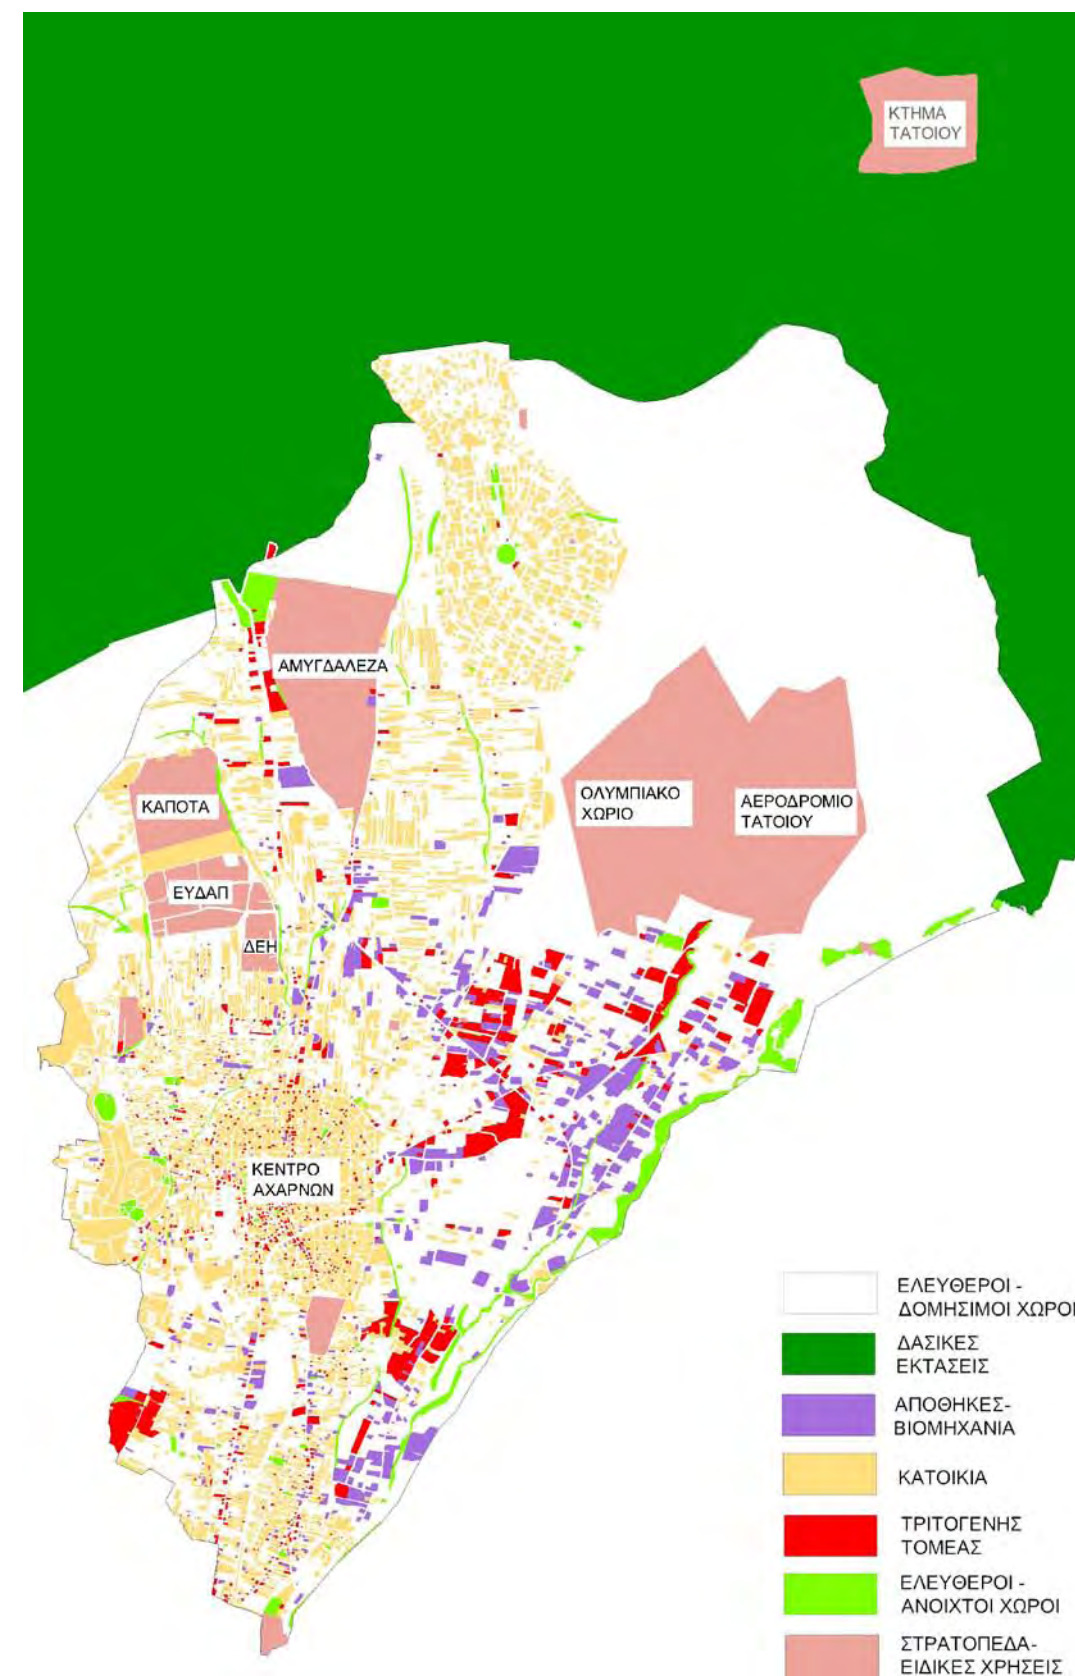 ΚΤΗΜΑ
ΤΑΤΟΙΟΥ
ΑΜΥΓΔΑΛΕΖΑ
ΚΑΠΟΤΑ
ΟΛΥΜΠΙΑΚΟ
ΧΩΡΙΟ
ΑΕΡΟΔΡΟΜΙΟ
ΤΑΤΟΙΟΥ
ΕΥΔΑΠ
ΔΕΗ
ΚΕΝΤΡΟ
ΑΧΑΡΝΩΝ
ΕΛΕΥΘΕΡΟΙ -
ΔΟΜΗΣΙΜΟΙ ΧΩΡΟΙ
ΔΑΣΙΚΕΣ
ΕΚΤΑΣΕΙΣ
ΑΠΟΘΗΚΕΣ-
ΒΙΟΜΗΧΑΝΙΑ
ΚΑΤΟΙΚΙΑ
ΤΡΙΤΟΓΕΝΗΣ
ΤΟΜΕΑΣ
ΕΛΕΥΘΕΡΟΙ -
ΑΝΟΙΧΤΟΙ ΧΩΡΟΙ
ΣΤΡΑΤΟΠΕΔΑ-
ΕΙΔΙΚΕΣ ΧΡΗΣΕΙΣ